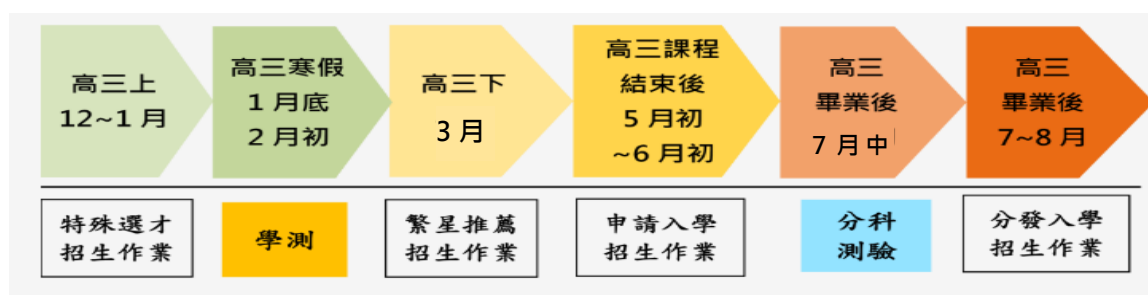 高三上
12~1 月
高三寒假
1 月底
2 月初
高三下
3 月
高三課程
結束後
5 月初
~6 月初
高三
畢業後
7 月中
高三
畢業後
7~8 月
特殊選才
招生作業
學測
繁星推薦
招生作業
申請入學
招生作業
分科
測驗
分發入學
招生作業